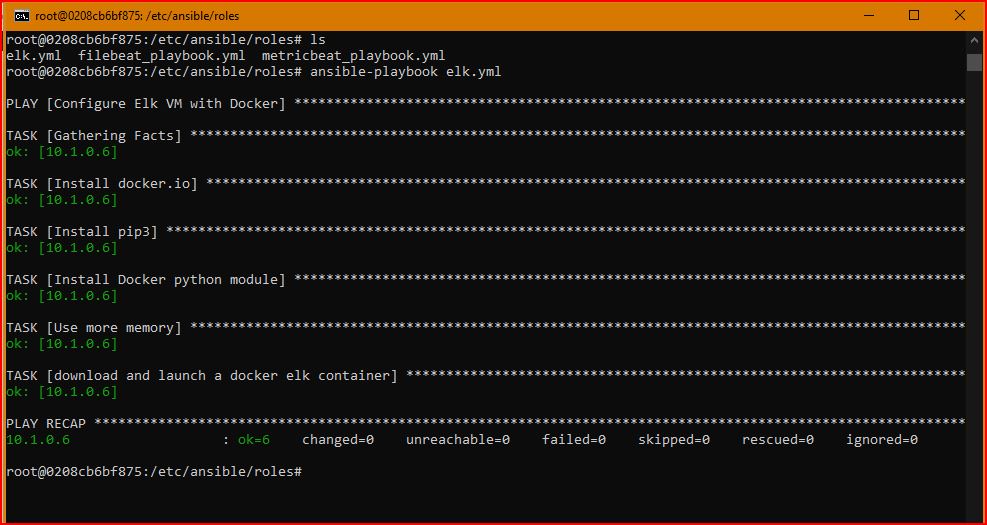 root@0208cb6bf875: /etc/ansible/roles
root@0208cb6bf875:/etc/ansible/roles# ls
elk.yml  filebeat_playbook.yml  metricbeat_playbook.yml
root@0208cb6bf875:/etc/ansible/roles# ansible-playbook elk.yml
PLAY [Configure Elk VM with Docker] ************************************************************************************
TASK [Gathering Facts] *************************************************************************************************
ok: [10.1.0.6]
TASK [Install docker.io] ***********************************************************************************************
ok: [10.1.0.6]
TASK [Install pip3] ****************************************************************************************************
ok: [10.1.0.6]
TASK [Install Docker python module] ************************************************************************************
ok: [10.1.0.6]
TASK [Use more memory] *************************************************************************************************
ok: [10.1.0.6]
TASK [download and launch a docker elk container] **********************************************************************
ok: [10.1.0.6]
PLAY RECAP *************************************************************************************************************
10.1.0.6                   : ok=6    changed=0    unreachable=0    failed=0    skipped=0    rescued=0    ignored=0
root@0208cb6bf875:/etc/ansible/roles#